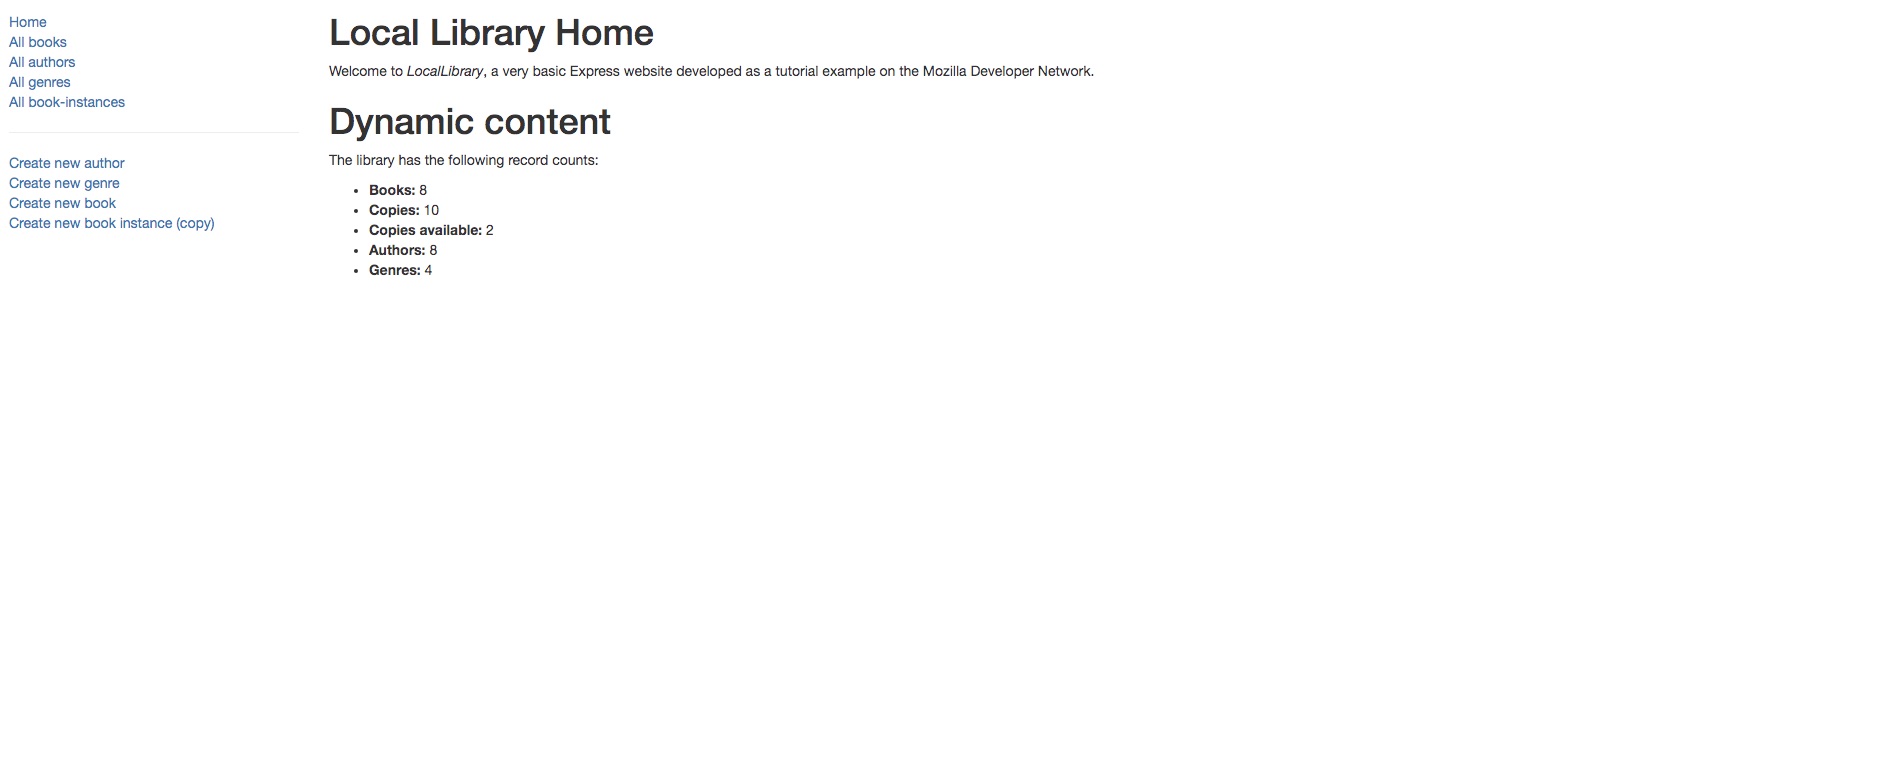 Home
All books
All authors
All genres
All book-instances
Create new author
Create new genre
Create new book
Create new book instance (copy)
Local Library Home
Welcome to LocalLibrary, a very basic Express website developed as a tutorial example on the Mozilla Developer Network.
Dynamic content
The library has the following record counts:
• Books: 8
• Copies: 10
• Copies available: 2
• Authors: 8
• Genres: 4